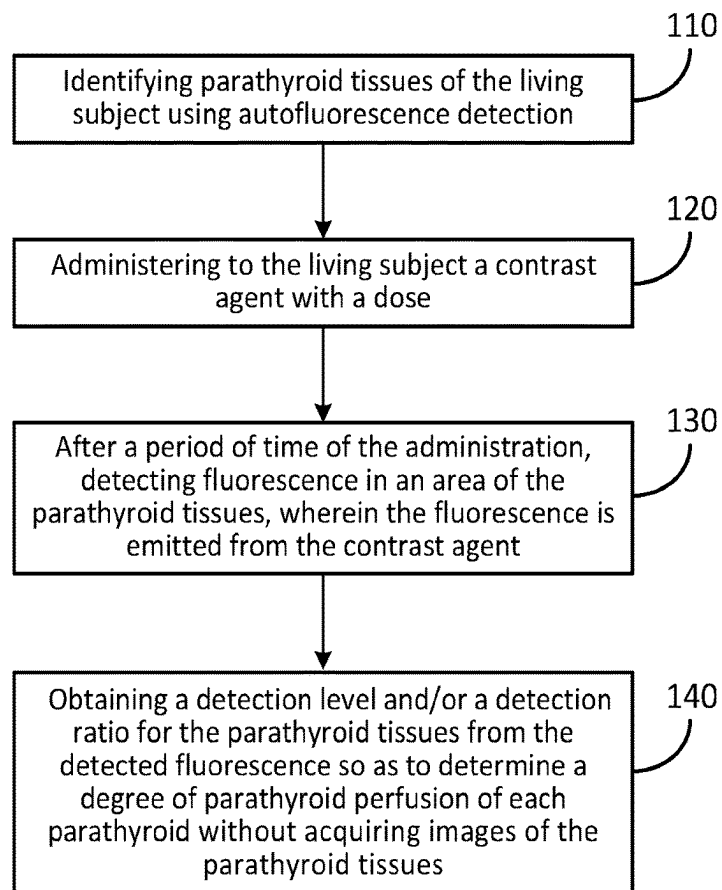 110
Identifying parathyroid tissues of the living
subject using autofluorescence detection
120
Administering to the living subject a contrast
agent with a dose
130
After a period of time of the administration,
detecting fluorescence in an area of the
parathyroid tissues, wherein the fluorescence is
emitted from the contrast agent
140
Obtaining a detection level and/or a detection
ratio for the parathyroid tissues from the
detected fluorescence so as to determine a
degree of parathyroid perfusion of each
parathyroid without acquiring images of the
parathyroid tissues